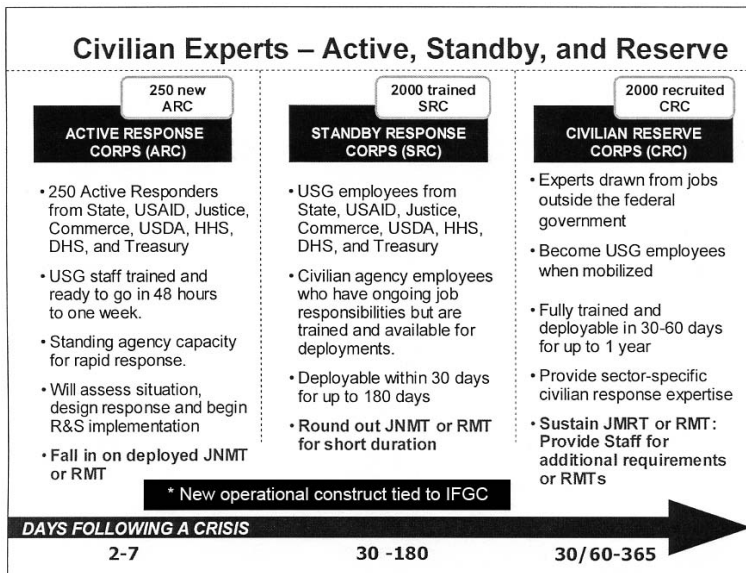 Civilian Experts – Active, Standby, and Reserve
250 new
ARC
ACTIVE RESPONSE
CORPS (ARC)
• 250 Active Responders
from State, USAID, Justice,
Commerce, USDA, HHS,
DHS, and Treasury
• USG staff trained and
ready to go in 48 hours
to one week.
• Standing agency capacity
for rapid response.
• Will assess situation,
design response and begin
R&S implementation
• Fall in on deployed JNMT
or RMT
2000 trained
SRC
STANDBY RESPONSE
CORPS (SRC)
• USG employees from
State, USAID, Justice,
Commerce, USDA, HHS,
DHS, and Treasury
• Civilian agency employees
who have ongoing job
responsibilities but are
trained and available for
deployments.
• Deployable within 30 days
for up to 180 days
• Round out JNMT or RMT
for short duration
2000 recruited
CRC
CIVILIAN RESERVE
CORPS (CRC)
• Experts drawn from jobs
outside the federal
government
• Become USG employees
when mobilized
• Fully trained and
deployable in 30-60 days
for up to 1 year
• Provide sector-specific
civilian response expertise
• Sustain JMRT or RMT:
Provide Staff for
additional requirements
or RMTs
* New operational construct tied to IFGC
DAYS FOLLOWING A CRISIS
2-7
30 -180
30/60-365